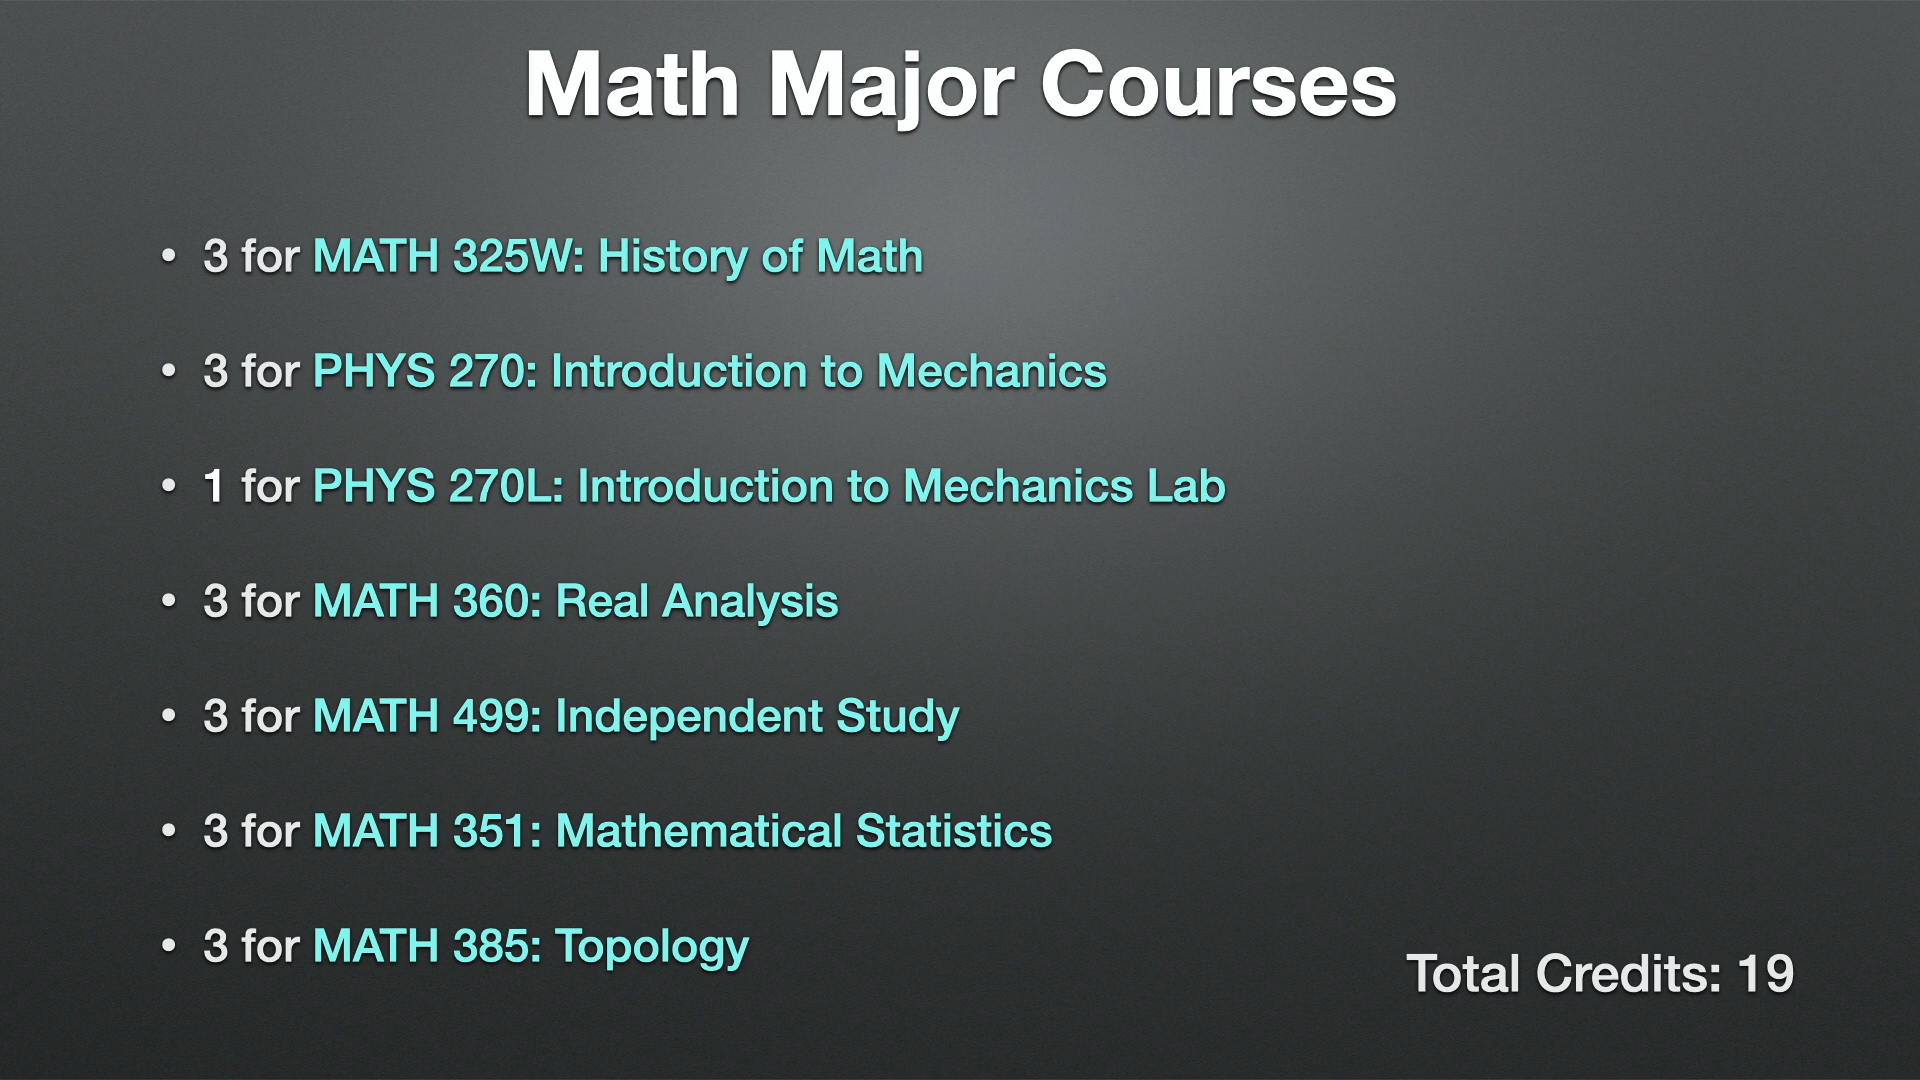 Math Major Courses
• 3 for MATH 325W: History of Math
• 3 for PHYS 270: Introduction to Mechanics
• 1 for PHYS 270L: Introduction to Mechanics Lab
• 3 for MATH 360: Real Analysis
• 3 for MATH 499: Independent Study
• 3 for MATH 351: Mathematical Statistics
• 3 for MATH 385: Topology
Total Credits: 19